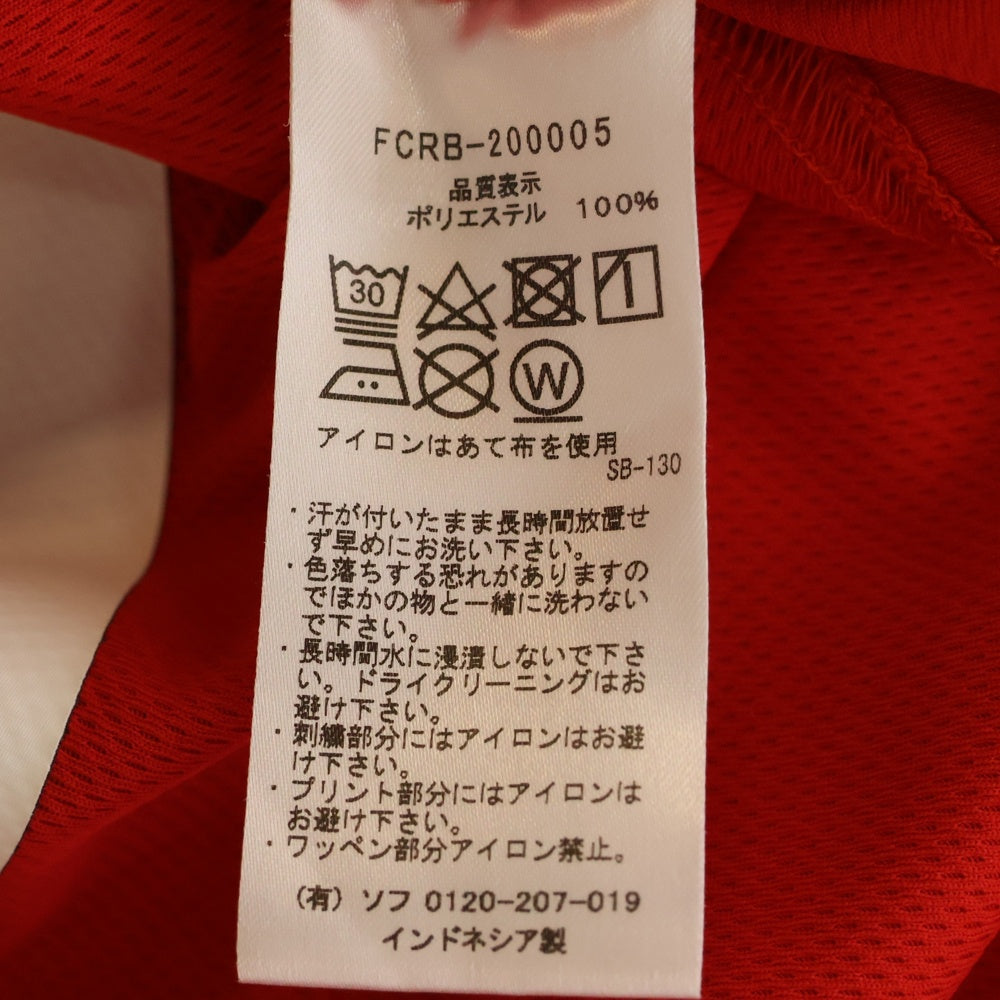 FCRB-200005
品質表示
ポリエステル 100%
30
W
アイロンはあて布を使用
SB-130
・汗が付いたまま長時間放置せ
ず早めにお洗い下さい。
・色落ちする恐れがありますの
でほかの物と一緒に洗わない
で下さい。
・長時間水に浸漬しないで下さ
い。ドライクリーニングはお
避け下さい。
・刺繍部分にはアイロンはお避
け下さい。
・プリント部分にはアイロンは
お避け下さい。
・ワッペン部分アイロン禁止。
(有) ソフ 0120-207-019
インドネシア製